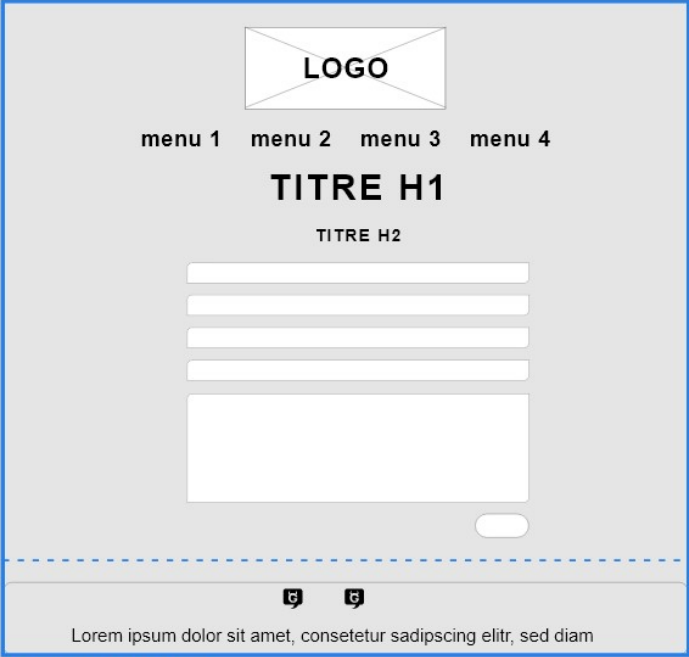 LOGO
menu 1 menu 2 menu 3 menu 4
TITRE H1
TITRE H2
Lorem ipsum dolor sit amet, consetetur sadipscing elitr, sed diam